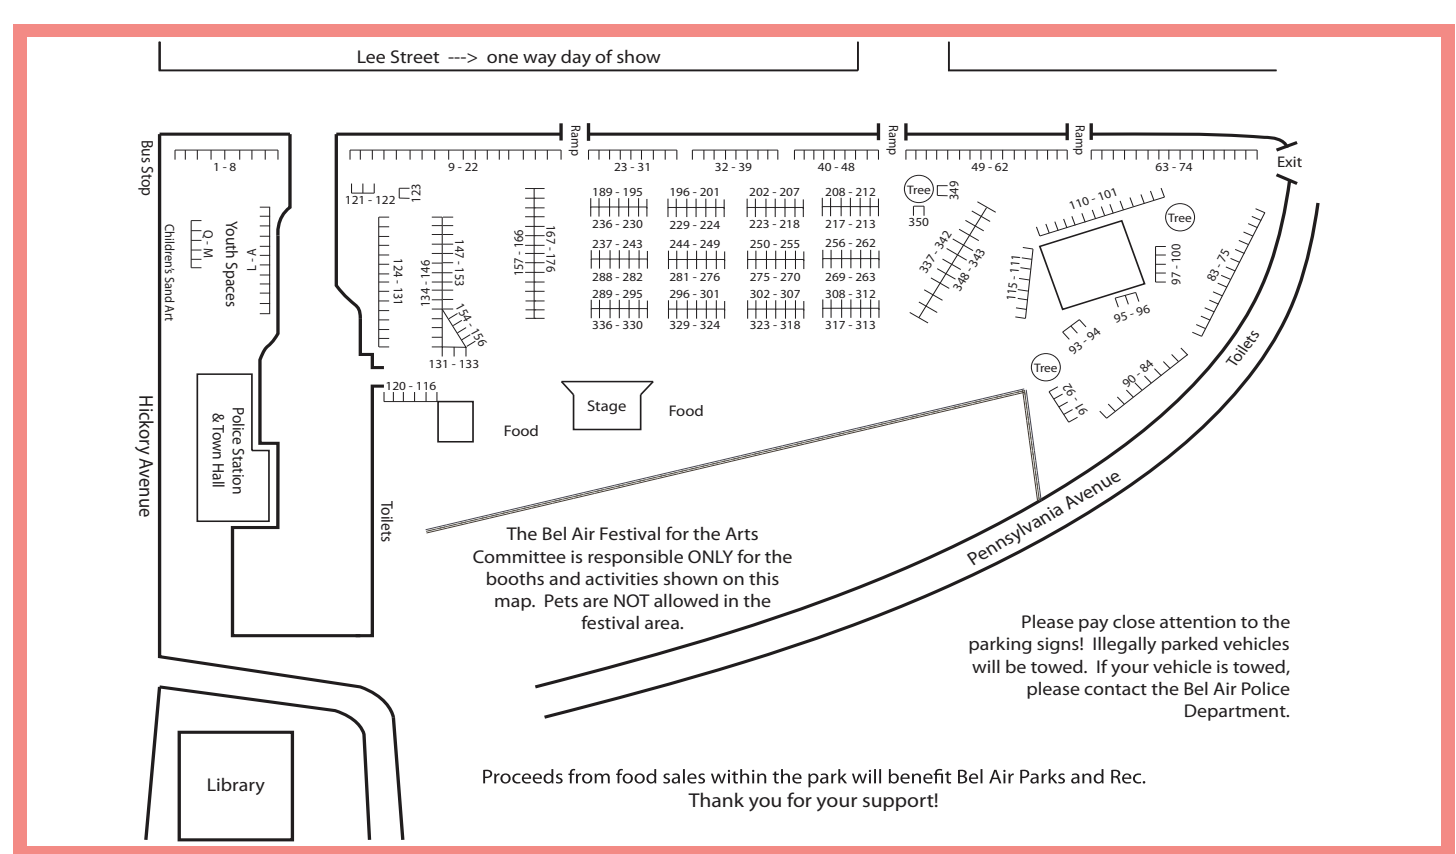 Lee Street ---> one way day of show
Bus Stop
Ramp
Ramp
Ramp
Exit
1 - 8
9 - 22
23 - 31
32 - 39
40 - 48
49 - 62
63 - 74
121 - 122
123
189 - 195
196 - 201
202 - 207
208 - 212
Tree
349
350
110 - 101
Tree
236 - 230
229 - 224
223 - 218
217 - 213
Children's Sand Art
Q - M
Youth Spaces
L - A
124 - 131
134 - 146
147 - 153
154 - 156
157 - 166
167 - 176
237 - 243
244 - 249
250 - 255
256 - 262
337 - 342
348 - 343
115 - 111
97 - 100
83 - 75
288 - 282
281 - 276
275 - 270
269 - 263
289 - 295
296 - 301
302 - 307
308 - 312
95 - 96
93 - 94
336 - 330
329 - 324
323 - 318
317 - 313
131 - 133
Tree
90 - 84
91 - 92
Toilets
120 - 116
Stage
Food
Food
Hickory Avenue
Police Station
& Town Hall
Toilets
Pennsylvania Avenue
The Bel Air Festival for the Arts
Committee is responsible ONLY for the
booths and activities shown on this
map. Pets are NOT allowed in the
festival area.
Please pay close attention to the
parking signs! Illegally parked vehicles
will be towed. If your vehicle is towed,
please contact the Bel Air Police
Department.
Library
Proceeds from food sales within the park will benefit Bel Air Parks and Rec.
Thank you for your support!